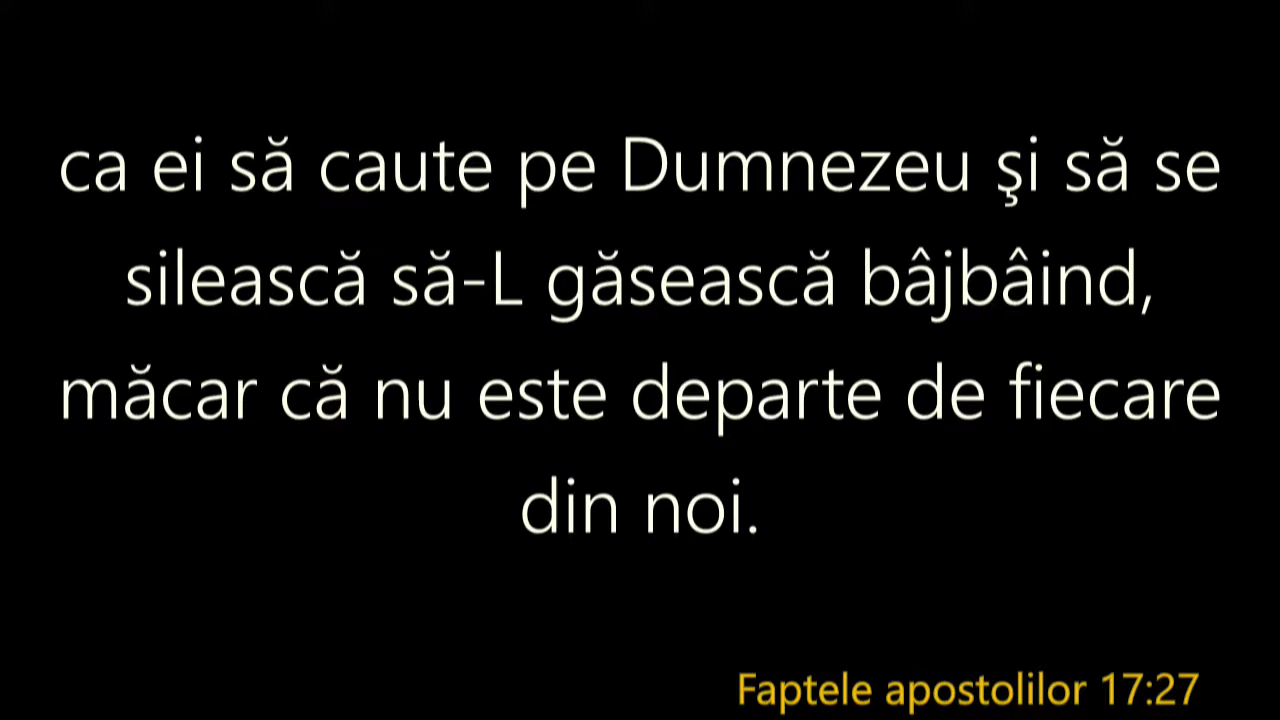 ca ei să caute pe Dumnezeu şi să se
silească să-L găsească bâjbâind,
măcar că nu este departe de fiecare
din noi.
Faptele apostolilor 17:27